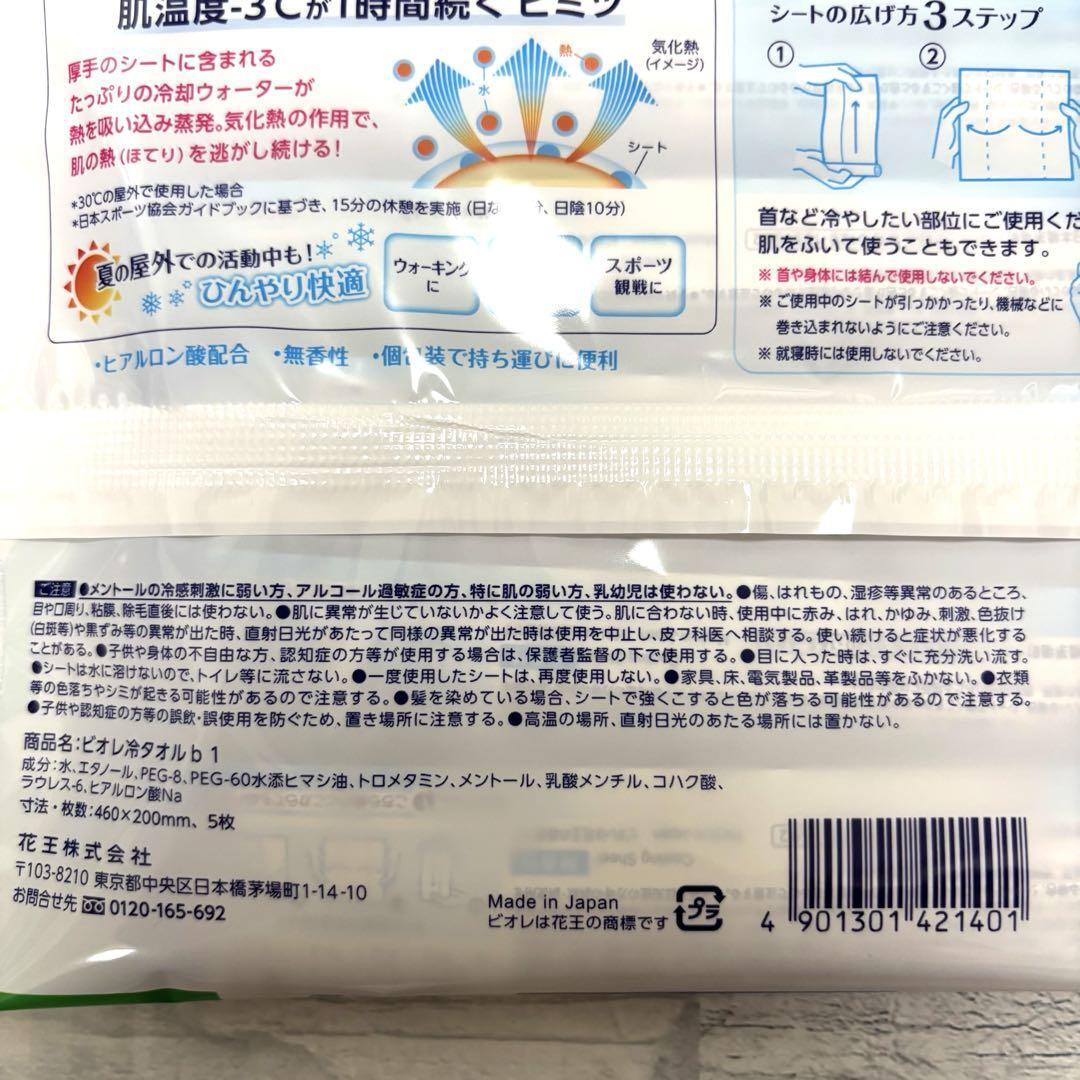 肌温度-3℃が1時間続くヒミツ
厚手のシートに含まれる
たっぷりの冷却ウォーターが
熱を吸い込み蒸発。気化熱の作用で、
肌の熱(ほてり)を逃がし続ける!
熱
水
気化熱
(イメージ)
シート
*30℃の屋外で使用した場合
*日本スポーツ協会ガイドブックに基づき、15分の休憩を実施(日な 分、日陰10分)
夏の屋外での活動中も!
ひんやり快適
ウォーキング
に
スポーツ
観戦に
・ヒアルロン酸配合 ・無香性 ・個包装で持ち運びに便利
シートの広げ方3ステップ
① ②
首など冷やしたい部位にご使用くだ
肌をふいて使うこともできます。
※ 首や身体には結んで使用しないでください。
※ ご使用中のシートが引っかかったり、機械などに
巻き込まれないようにご注意ください。
※ 就寝時には使用しないでください。
ご注意 ●メントールの冷感刺激に弱い方、アルコール過敏症の方、特に肌の弱い方、乳幼児は使わない。●傷、はれもの、湿疹等異常のあるところ、
目や口周り、粘膜、除毛直後には使わない。●肌に異常が生じていないかよく注意して使う。肌に合わない時、使用中に赤み、はれ、かゆみ、刺激、色抜け
(白斑等)や黒ずみ等の異常が出た時、直射日光があたって同様の異常が出た時は使用を中止し、皮フ科医へ相談する。使い続けると症状が悪化する
ことがある。●子供や身体の不自由な方、認知症の方等が使用する場合は、保護者監督の下で使用する。●目に入った時は、すぐに充分洗い流す。
●シートは水に溶けないので、トイレ等に流さない。●一度使用したシートは、再度使用しない。●家具、床、電気製品、革製品等をふかない。●衣類
等の色落ちやシミが起きる可能性があるので注意する。●髪を染めている場合、シートで強くこすると色が落ちる可能性があるので注意する。
●子供や認知症の方等の誤飲・誤使用を防ぐため、置き場所に注意する。●高温の場所、直射日光のあたる場所には置かない。
商品名:ビオレ冷タオルb 1
成分:水、エタノール、PEG-8、PEG-60水添ヒマシ油、トロメタミン、メントール、乳酸メンチル、コハク酸、
ラウレス-6、ヒアルロン酸Na
寸法・枚数:460×200mm、5枚
花王株式会社
〒103-8210 東京都中央区日本橋茅場町1-14-10
お問合せ先 0120-165-692
Made in Japan
ビオレは花王の商標です
プラ
4 901301 421401